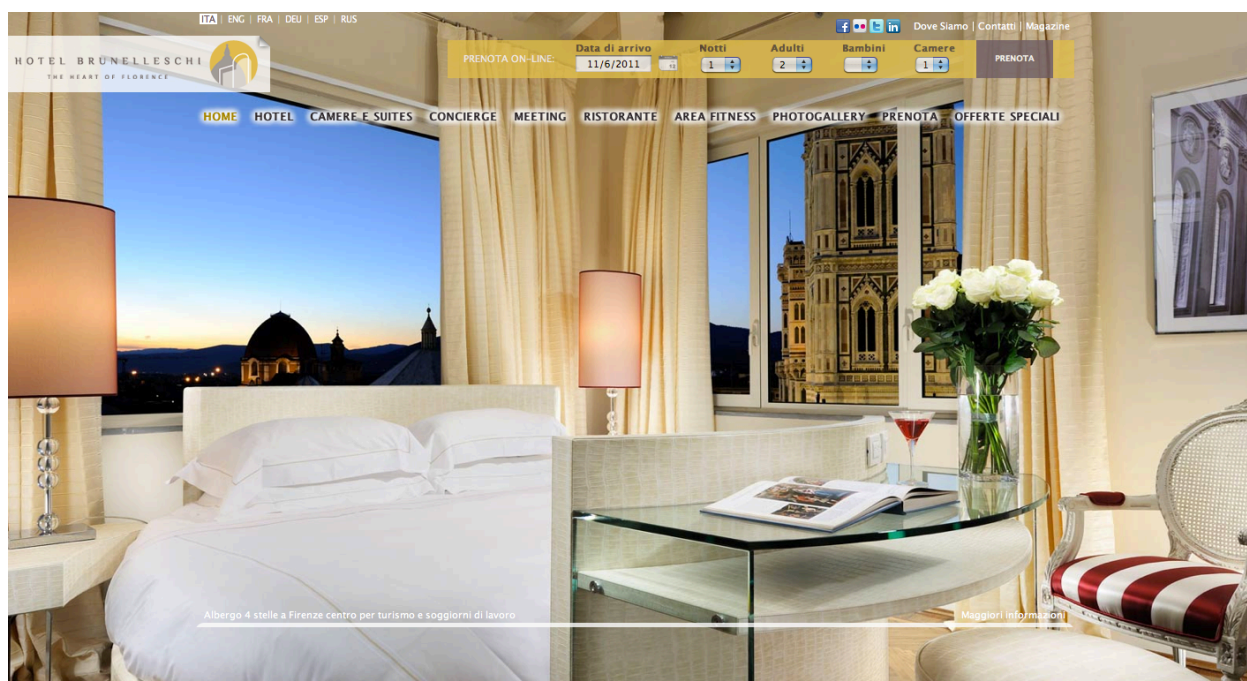 ITA | ENG | FRA | DEU | ESP | RUS
Dove Siamo | Contatti | Magazine
HOTEL BRUNELLESCHI
THE HEART OF FLORENCE
PRENOTA ON-LINE:
Data di arrivo Notti Adulti Bambini Camere
11/6/2011 1 2 1 PRENOTA
HOME HOTEL CAMERE E SUITES CONCIERGE MEETING RISTORANTE AREA FITNESS PHOTOGALLERY PRENOTA OFFERTE SPECIALI
Albergo 4 stelle a Firenze centro per turismo e soggiorni di lavoro
Maggiori informazioni